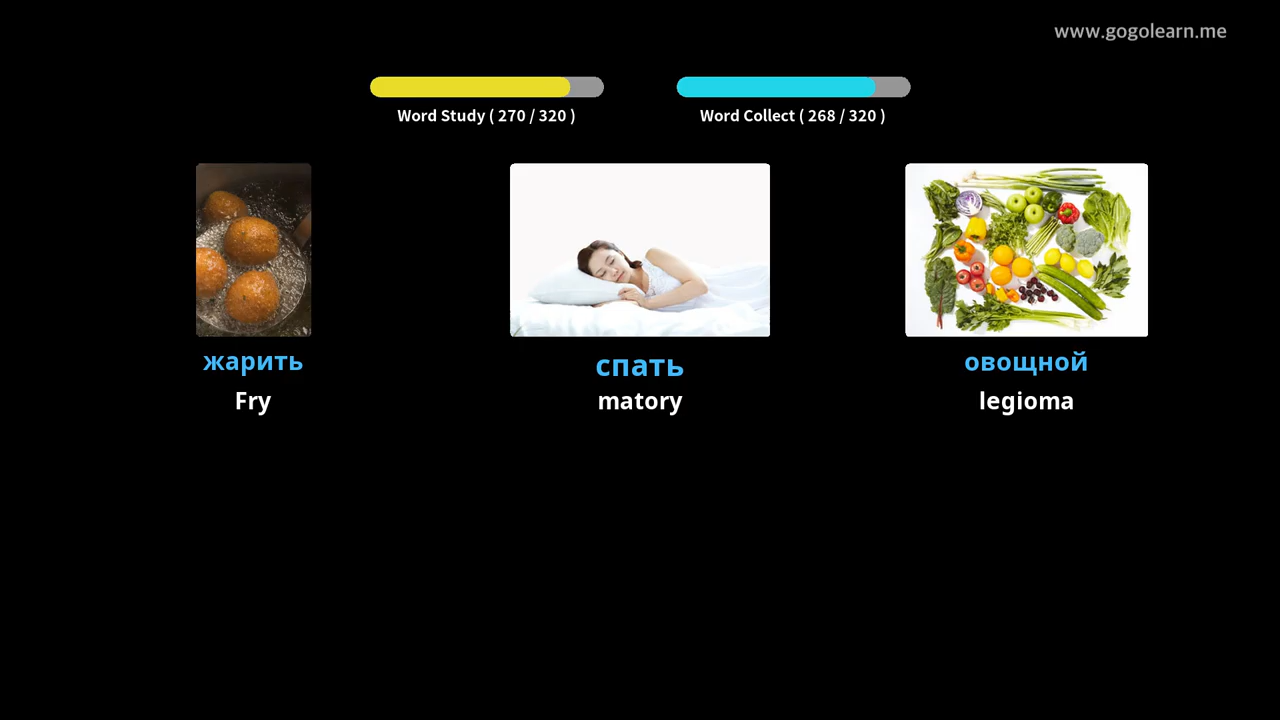 www.gogolearn.me
Word Study ( 270 / 320 )
Word Collect ( 268 / 320 )
жарить
Fry
спать
matory
овощной
legioma